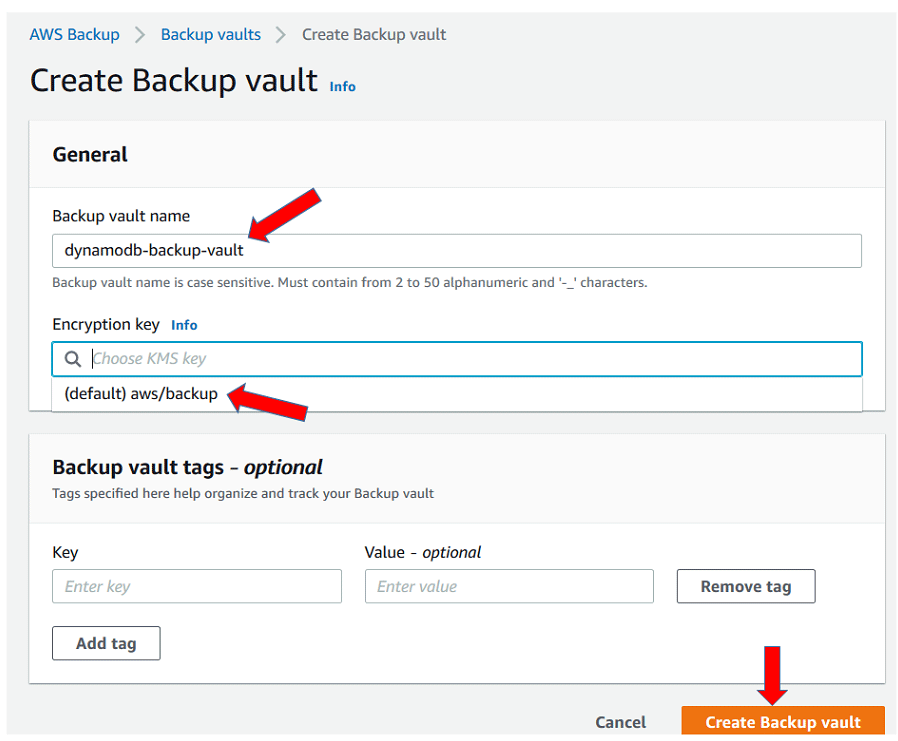 AWS Backup > Backup vaults > Create Backup vault
Create Backup vault Info
General
Backup vault name
dynamodb-backup-vault
Backup vault name is case sensitive. Must contain from 2 to 50 alphanumeric and '-_' characters.
Encryption key Info
Choose KMS key
(default) aws/backup
Backup vault tags - optional
Tags specified here help organize and track your Backup vault
Key Value - optional
Enter key Enter value Remove tag
Add tag
Cancel Create Backup vault